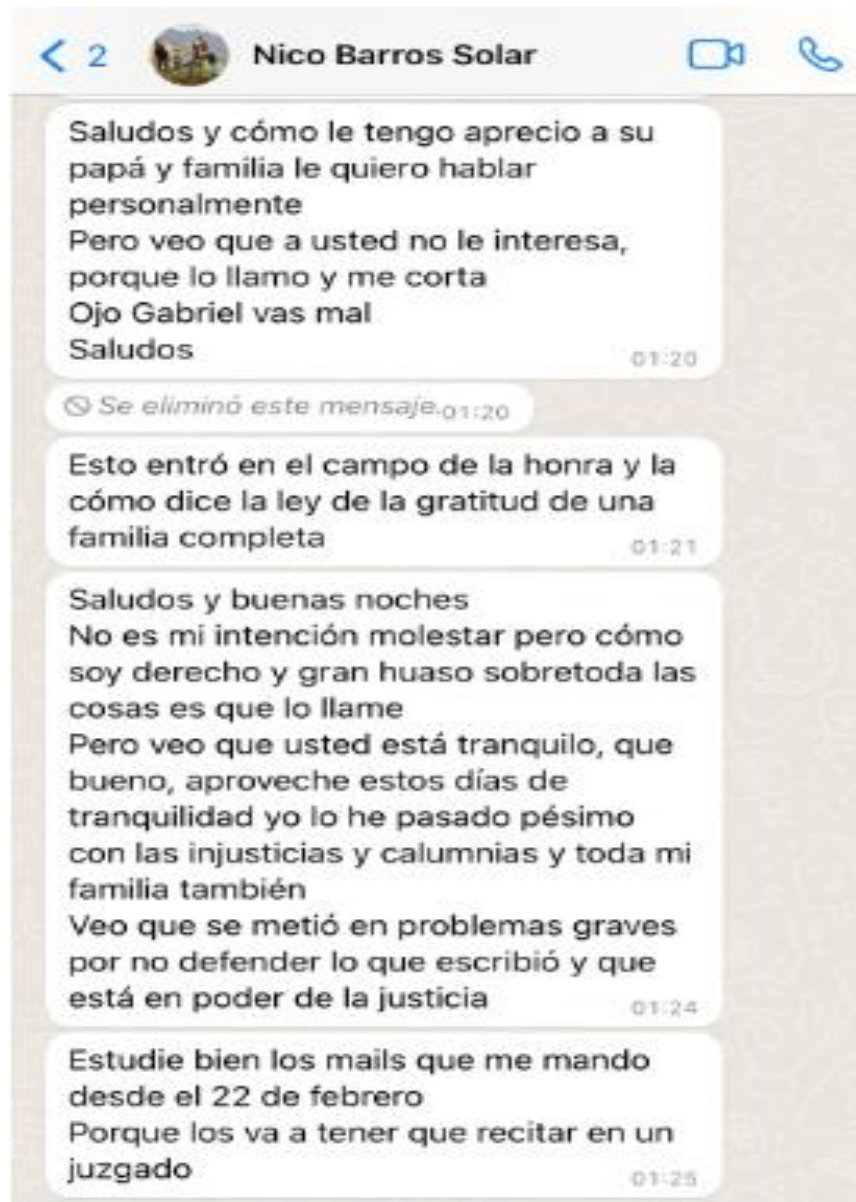 2 Nico Barros Solar
Saludos y cómo le tengo aprecio a su
papá y familia le quiero hablar
personalmente
Pero veo que a usted no le interesa,
porque lo llamo y me corta
Ojo Gabriel vas mal
Saludos
01:20
Se eliminó este mensaje. 01:20
Esto entró en el campo de la honra y la
cómo dice la ley de la gratitud de una
familia completa
01:21
Saludos y buenas noches
No es mi intención molestar pero cómo
soy derecho y gran huaso sobretoda las
cosas es que lo llame
Pero veo que usted está tranquilo, que
bueno, aproveche estos días de
tranquilidad yo lo he pasado pésimo
con las injusticias y calumnias y toda mi
familia también
Veo que se metió en problemas graves
por no defender lo que escribió y que
está en poder de la justicia
01:24
Estudie bien los mails que me mando
desde el 22 de febrero
Porque los va a tener que recitar en un
juzgado
01:25